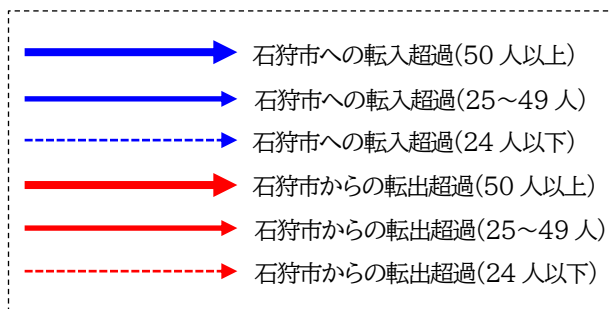 石狩市への転入超過(50 人以上)
石狩市への転入超過(25～49 人)
石狩市への転入超過(24 人以下)
石狩市からの転出超過(50 人以上)
石狩市からの転出超過(25～49 人)
石狩市からの転出超過(24 人以下)